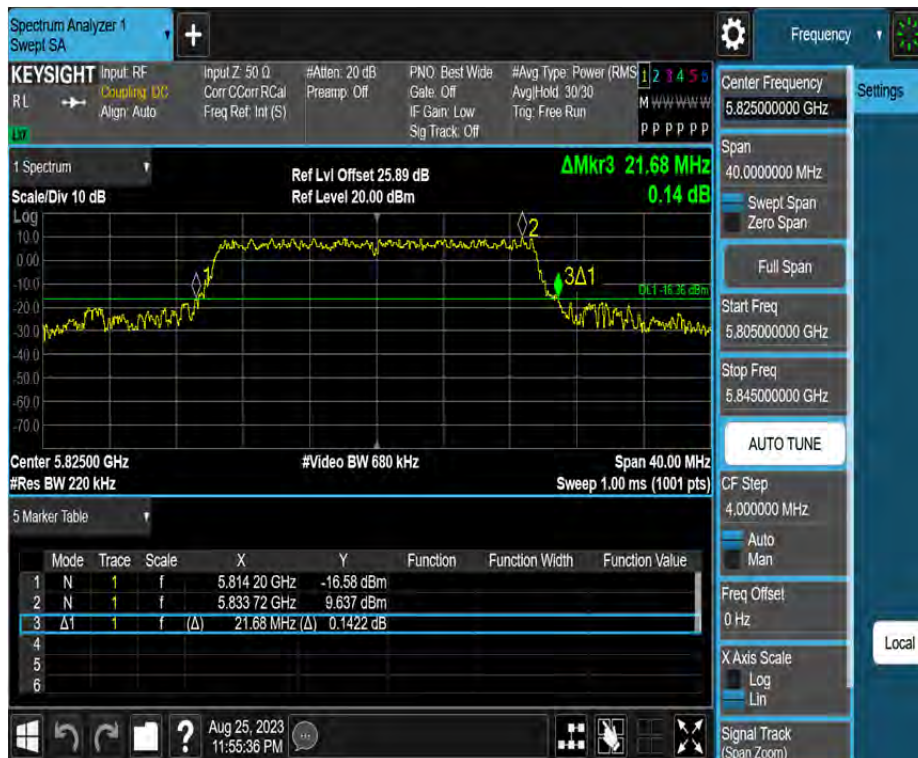 Spectrum Analyzer 1
Swept SA
+
Frequency
KEYSIGHT
RL
LXI
Input: RF
Coupling: DC
Align: Auto
Input Z: 50 Ω
Corr CCorr RCal
Freq Ref: Int (S)
#Atten: 20 dB
Preamp: Off
PNO: Best Wide
Gate: Off
IF Gain: Low
Sig Track: Off
#Avg Type: Power (RMS
Avg|Hold: 30/30
Trig: Free Run
1 2 3 4 5 6
M W W W W W
P P P P P P
1 Spectrum
Scale/Div 10 dB
Ref Lvl Offset 25.89 dB
Ref Level 20.00 dBm
ΔMkr3 21.68 MHz
0.14 dB
Log
10.0
0.00
-10.0
-20.0
-30.0
-40.0
-50.0
-60.0
-70.0
1
2
3Δ1
DL1 -16.36 dBm
Center 5.82500 GHz
#Video BW 680 kHz
Span 40.00 MHz
#Res BW 220 kHz
Sweep 1.00 ms (1001 pts)
5 Marker Table
Mode Trace Scale X Y Function Function Width Function Value
1 N 1 f 5.814 20 GHz -16.58 dBm
2 N 1 f 5.833 72 GHz 9.637 dBm
3 Δ1 1 f (Δ) 21.68 MHz (Δ) 0.1422 dB
4
5
6
?
Aug 25, 2023
11:55:36 PM
Center Frequency
5.825000000 GHz
Span
40.0000000 MHz
Swept Span
Zero Span
Full Span
Start Freq
5.805000000 GHz
Stop Freq
5.845000000 GHz
AUTO TUNE
CF Step
4.000000 MHz
Auto
Man
Freq Offset
0 Hz
X Axis Scale
Log
Lin
Signal Track
(Span Zoom)
Settings
Local